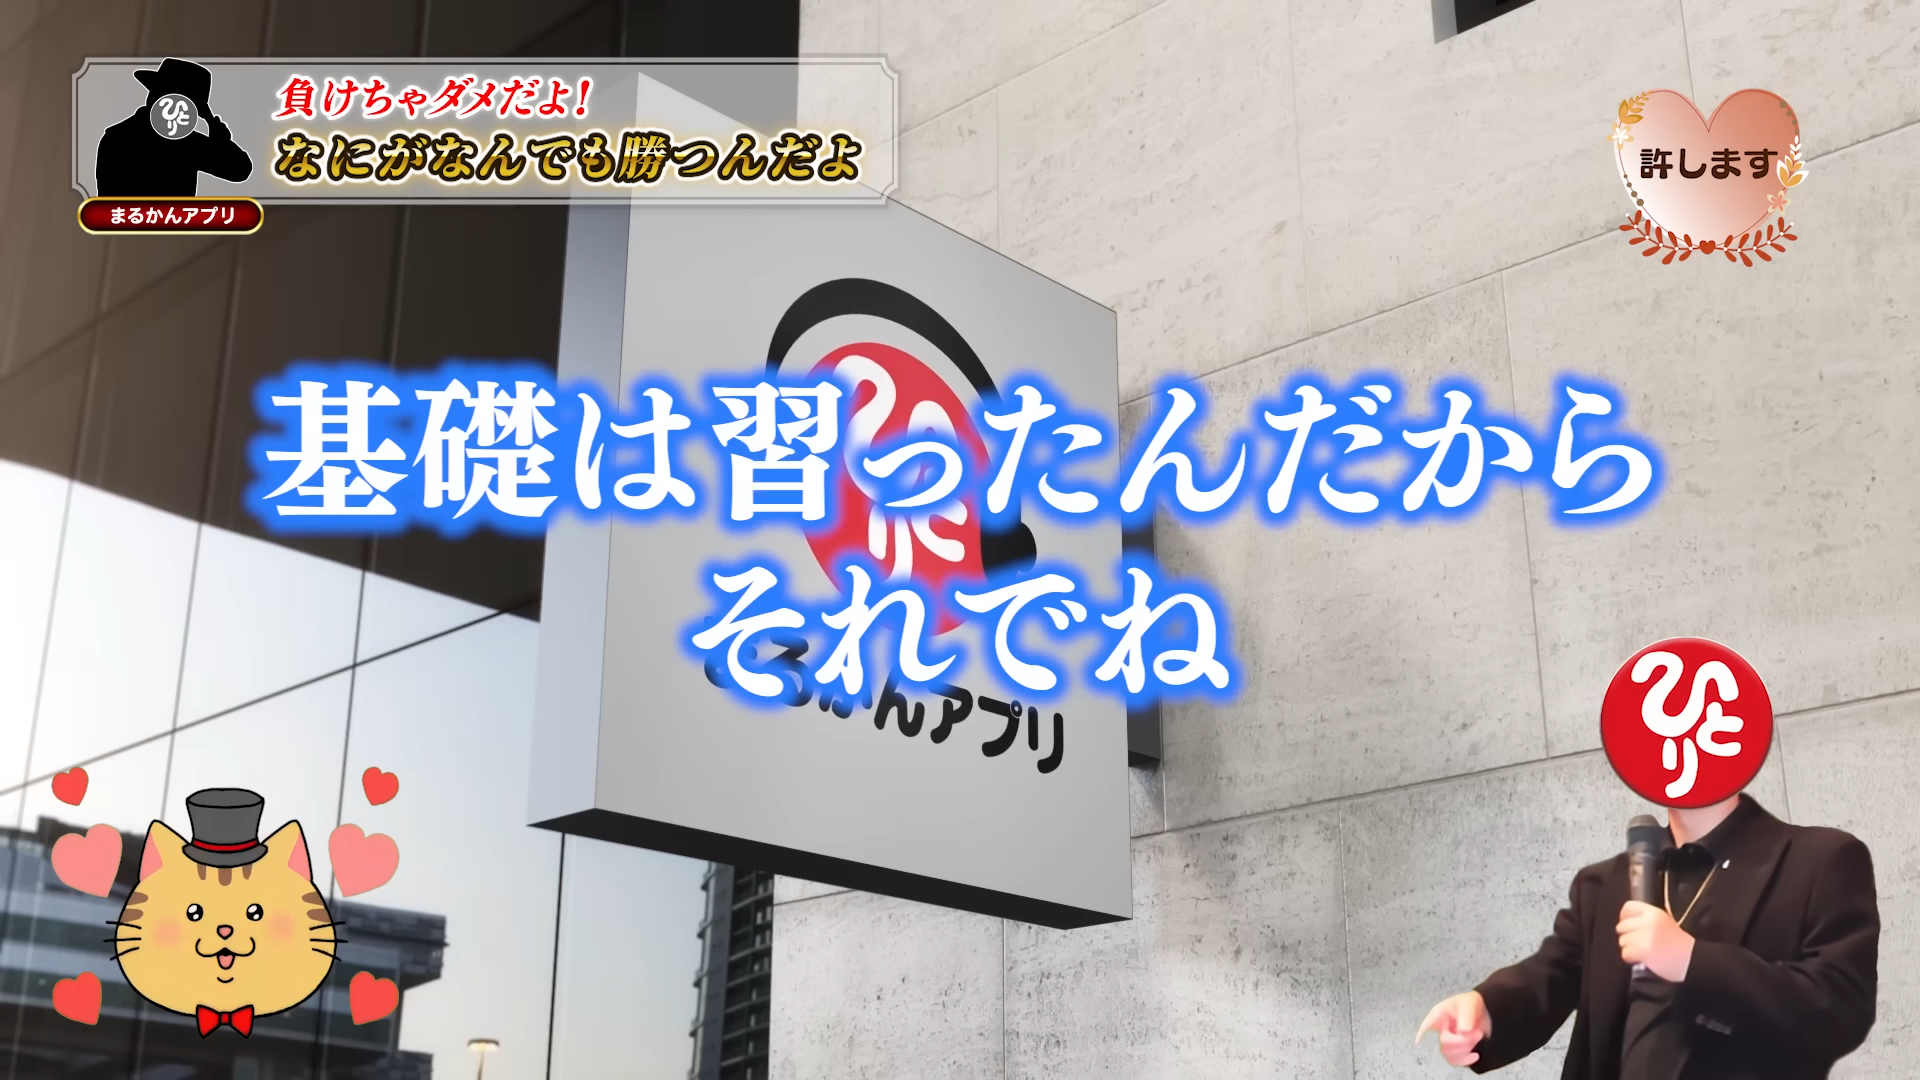 負けちゃダメだよ!
なにがなんでも勝つんだよ
ひとり
まるかんアプリ
許します
基礎は習ったんだから
それでね
ひとり
まるかんアプリ
ひとり